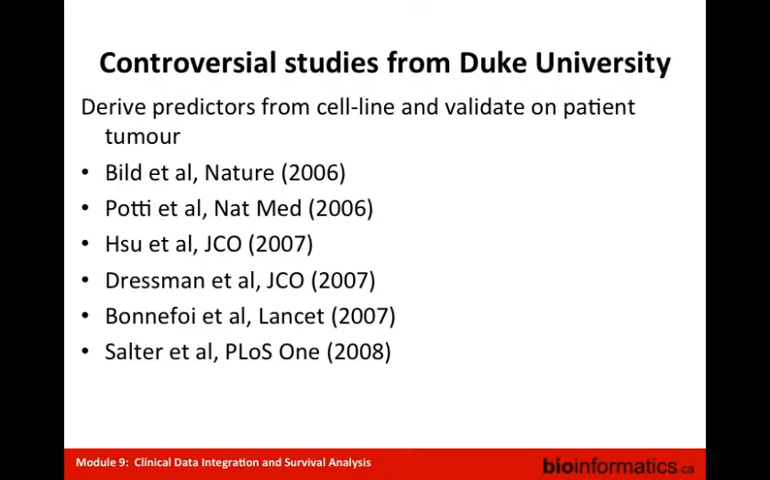 Controversial studies from Duke University
Derive predictors from cell-line and validate on patient
tumour
• Bild et al, Nature (2006)
• Potti et al, Nat Med (2006)
• Hsu et al, JCO (2007)
• Dressman et al, JCO (2007)
• Bonnefoi et al, Lancet (2007)
• Salter et al, PLoS One (2008)
Module 9: Clinical Data Integration and Survival Analysis
bioinformatics.ca